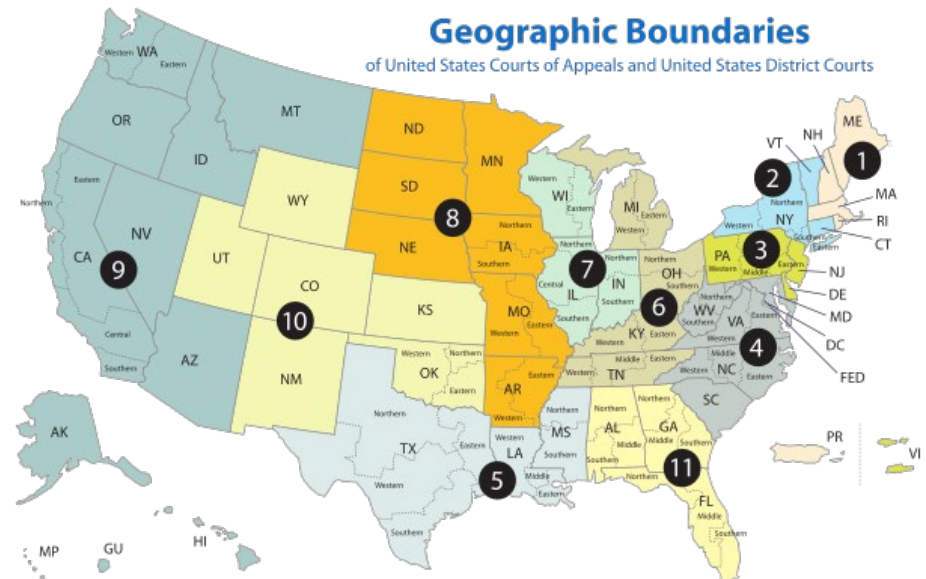 Geographic Boundaries
of United States Courts of Appeals and United States District Courts
Western WA
Eastern
OR
MT
ID
Eastern
Northern
NV
CA
9
Central
Southern
AZ
WY
UT
CO
10
KS
NM
Western
Northern
OK
Eastern
ND
MN
SD
8
NE
Northern
IA
Southern
MO
Western
Eastern
AR
Eastern
Western
Western
WI
Eastern
7
Northern
Central
IL
Southern
IN
Northern
Southern
MI
Eastern
Western
Northern
OH
Southern
6
KY
Western
Eastern
Western
Middle
Eastern
TN
VT
NH
ME
1
2
MA
RI
CT
Northern
Western
NY
Southern
Eastern
3
PA
Western
Middle
Eastern
NJ
DE
MD
DC
FED
Northern
WV
Southern
VA
Eastern
Western
4
Middle
Western
NC
Eastern
SC
Northern
TX
Eastern
Western
Southern
5
Western
LA
Middle
Eastern
Northern
MS
Southern
Northern
AL
Middle
Southern
Northern
GA
Middle
Southern
11
Northern
FL
Middle
Southern
PR
VI
AK
HI
GU
MP